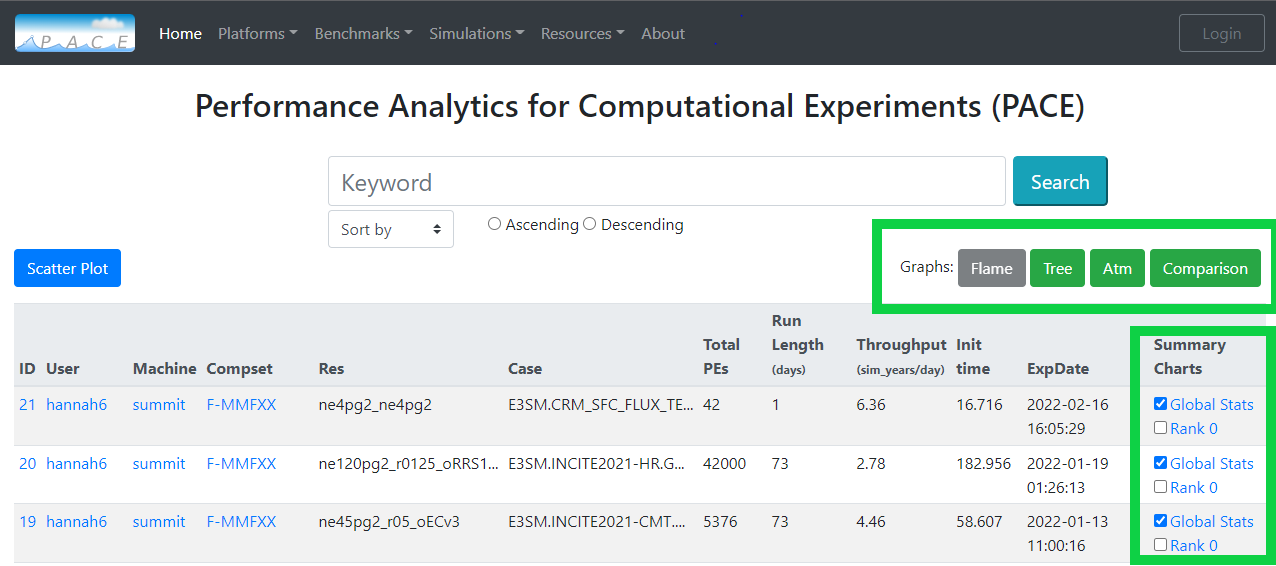 PACE
Home Platforms Benchmarks Simulations Resources About
Login
Performance Analytics for Computational Experiments (PACE)
Keyword
Search
Sort by
Ascending Descending
Scatter Plot
Graphs: Flame Tree Atm Comparison
ID User Machine Compset Res Case Total PEs Run Length (days) Throughput (sim_years/day) Init time ExpDate Summary Charts
21 hannah6 summit F-MMFXX ne4pg2_ne4pg2 E3SM.CRM_SFC_FLUX_TE... 42 1 6.36 16.716 2022-02-16 Global Stats
16:05:29 Rank 0
20 hannah6 summit F-MMFXX ne120pg2_r0125_oRRS1... E3SM.INCITE2021-HR.G... 42000 73 2.78 182.956 2022-01-19 Global Stats
01:26:13 Rank 0
19 hannah6 summit F-MMFXX ne45pg2_r05_oECv3 E3SM.INCITE2021-CMT.... 5376 73 4.46 58.607 2022-01-13 Global Stats
11:00:16 Rank 0